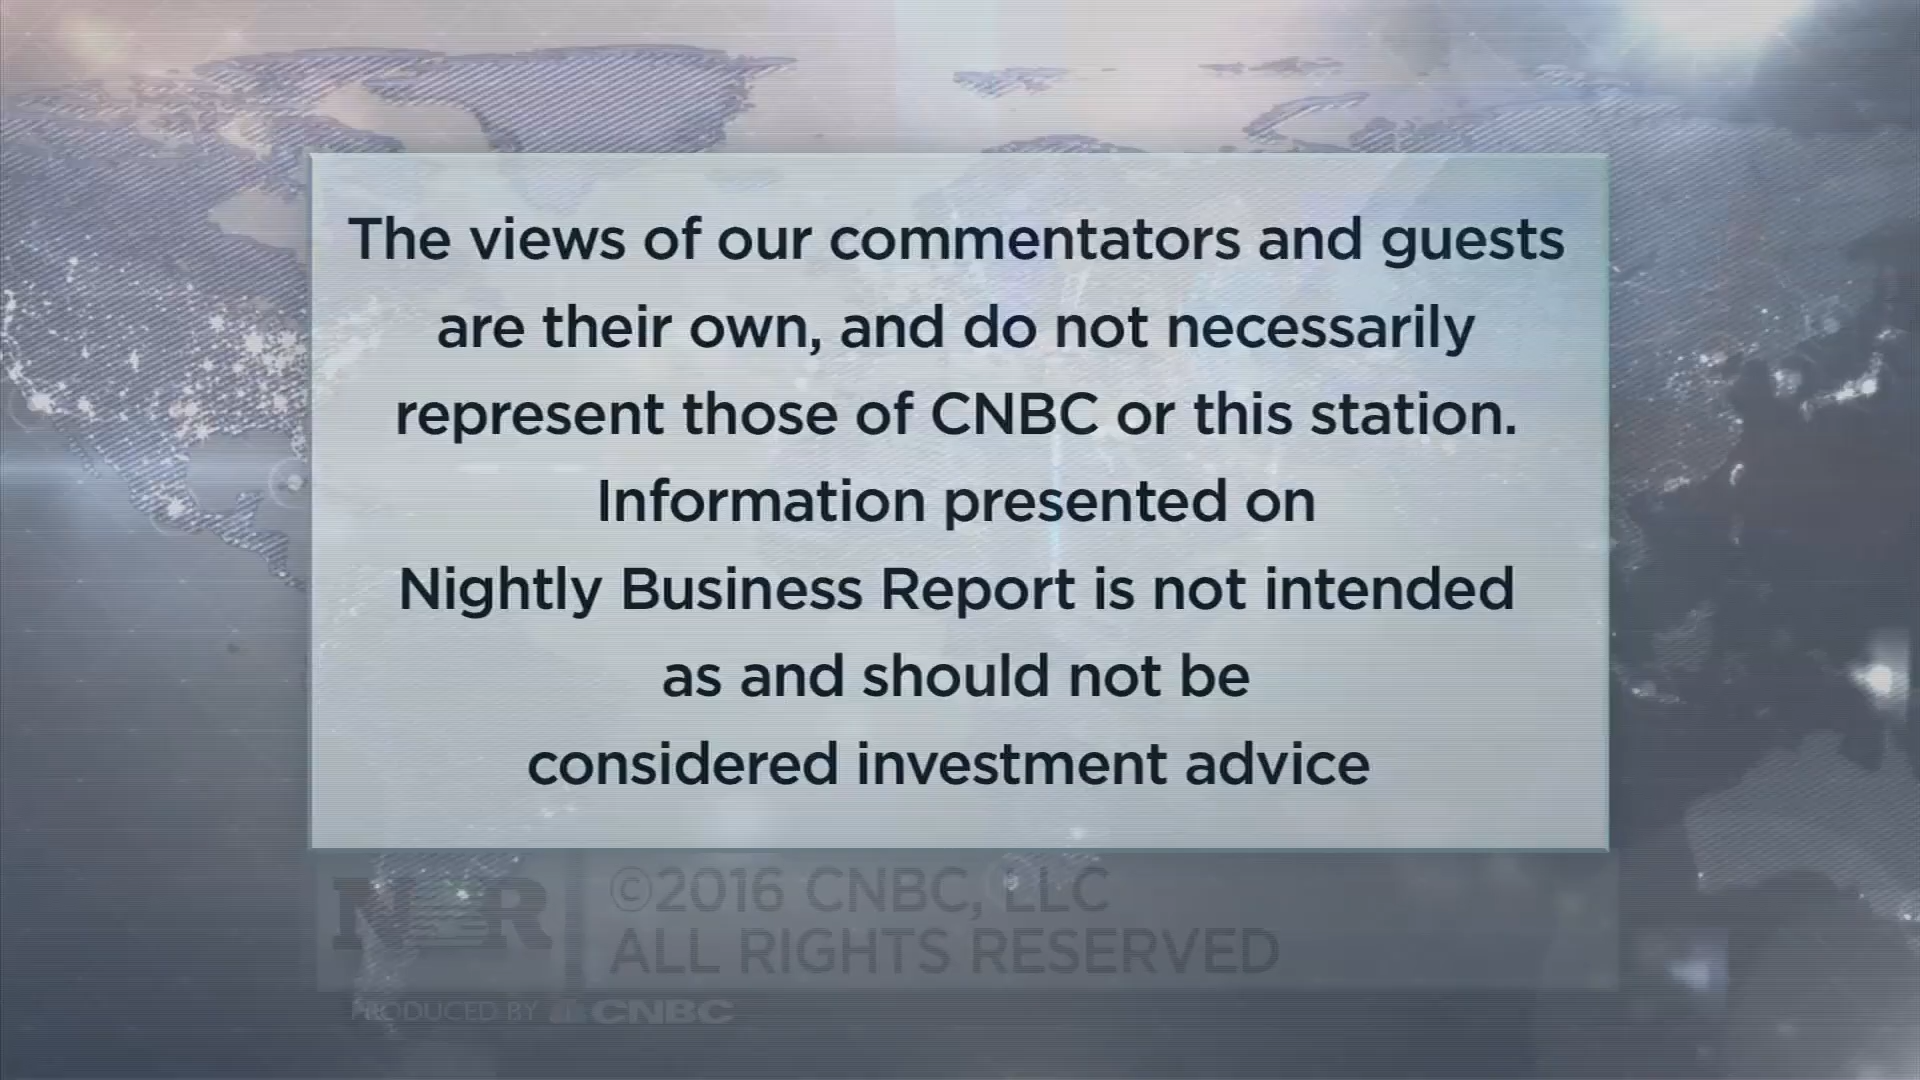 The views of our commentators and guests
are their own, and do not necessarily
represent those of CNBC or this station.
Information presented on
Nightly Business Report is not intended
as and should not be
considered investment advice
NBR
©2016 CNBC, LLC
ALL RIGHTS RESERVED
PRODUCED BY CNBC